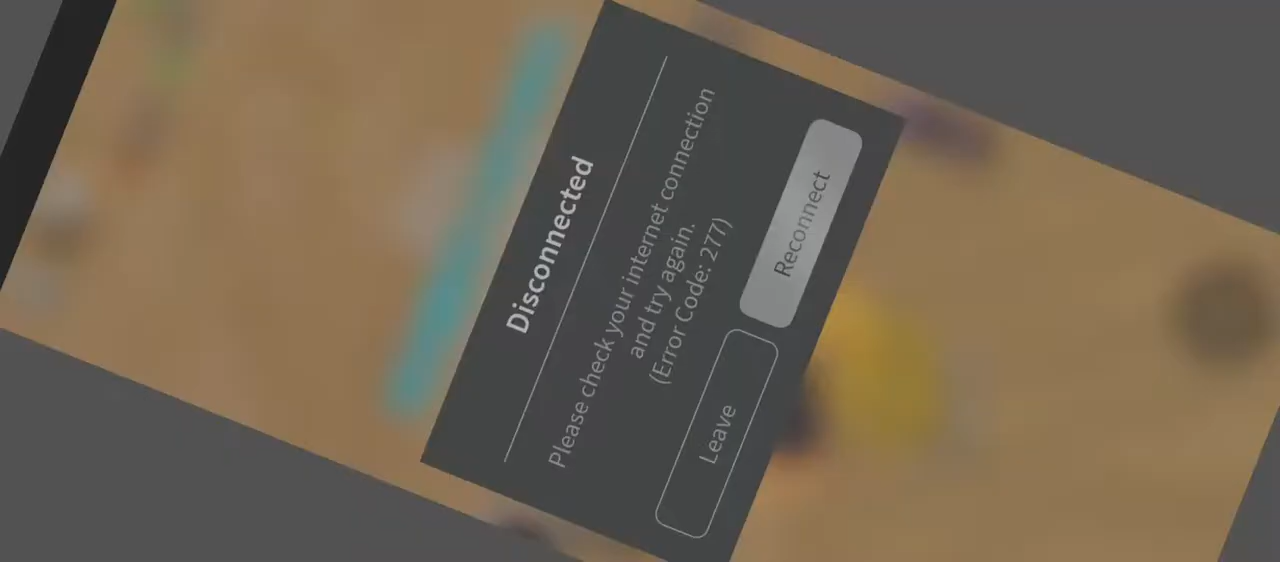 Disconnected
Please check your internet connection
and try again.
(Error Code: 277)
Leave
Reconnect